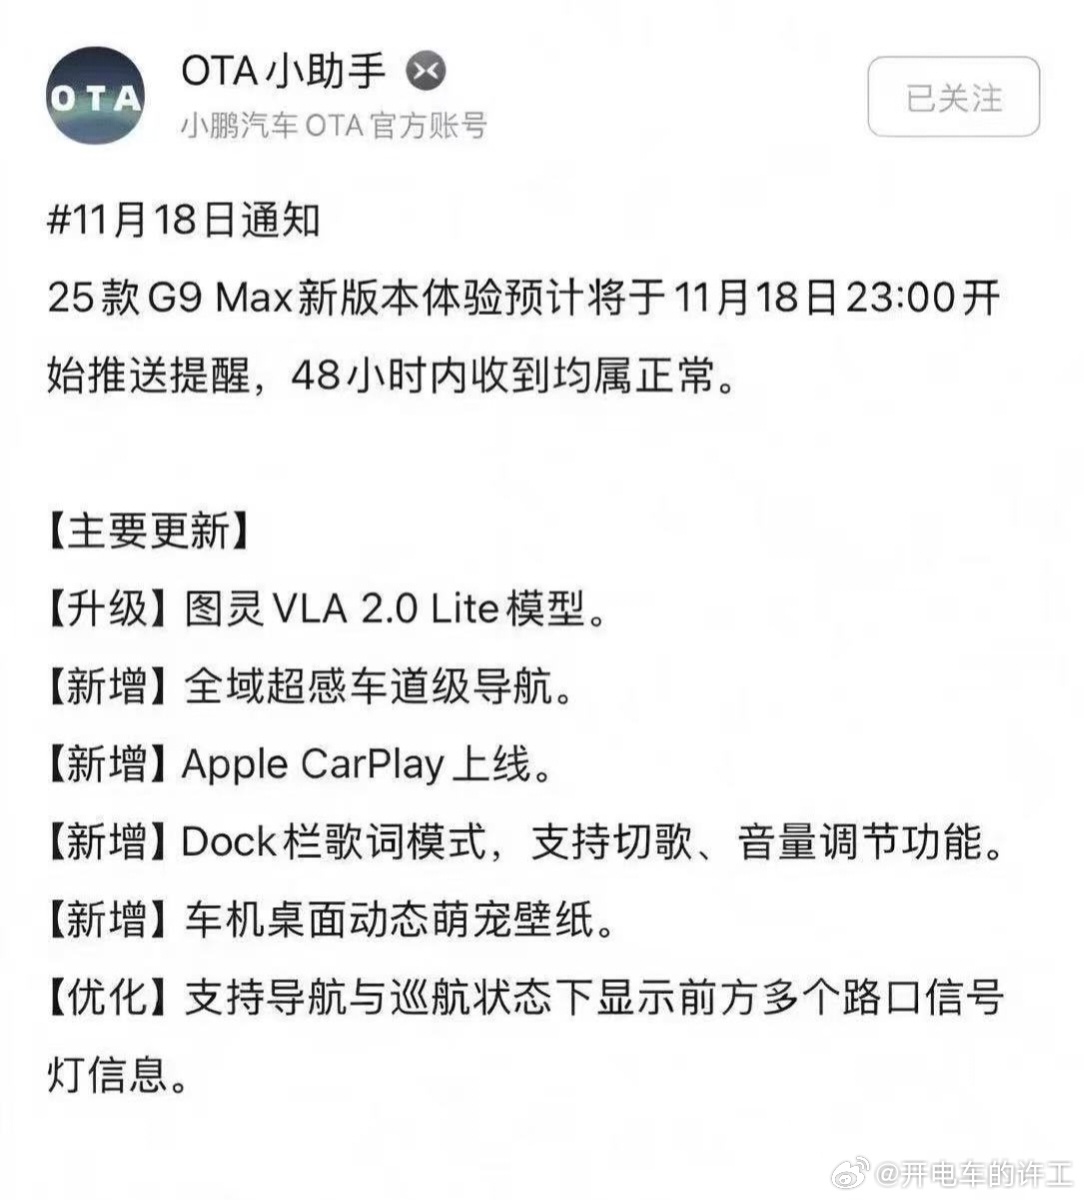 OTA
OTA小助手
小鹏汽车OTA官方账号
已关注
#11月18日通知
25款G9 Max新版本体验预计将于11月18日23:00开
始推送提醒，48小时内收到均属正常。
【主要更新】
【升级】图灵VLA 2.0 Lite模型。
【新增】全域超感车道级导航。
【新增】Apple CarPlay上线。
【新增】Dock栏歌词模式，支持切歌、音量调节功能。
【新增】车机桌面动态萌宠壁纸。
【优化】支持导航与巡航状态下显示前方多个路口信号
灯信息。
@开电车的许工